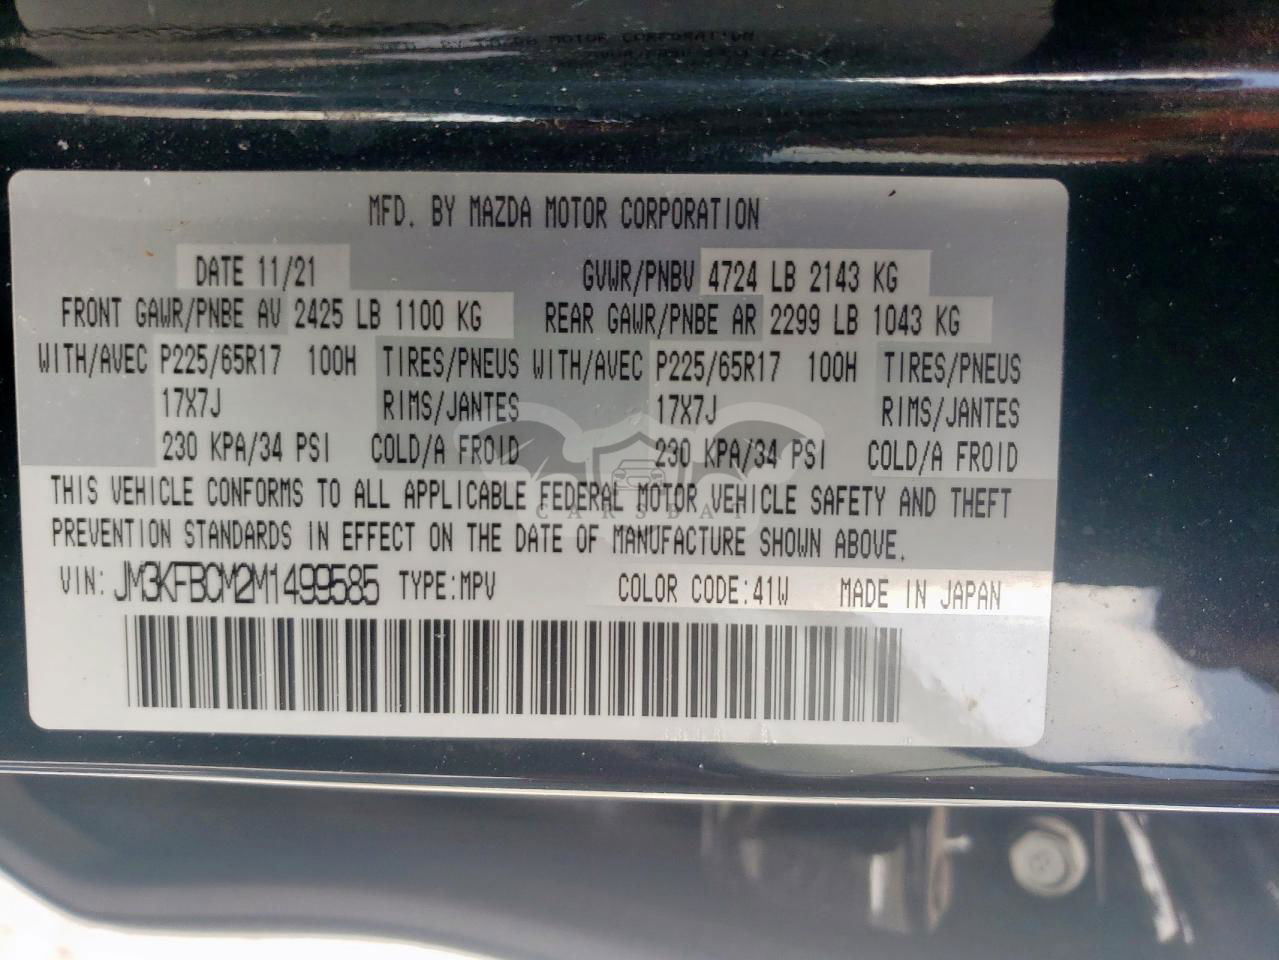 MFD. BY MAZDA MOTOR CORPORATION
DATE 11/21 GVWR/PNBV 4724 LB 2143 KG
FRONT GAWR/PNBE AV 2425 LB 1100 KG REAR GAWR/PNBE AR 2299 LB 1043 KG
WITH/AVEC P225/65R17 100H TIRES/PNEUS WITH/AVEC P225/65R17 100H TIRES/PNEUS
17X7J RIMS/JANTES 17X7J RIMS/JANTES
230 KPA/34 PSI COLD/A FROID 230 KPA/34 PSI COLD/A FROID
THIS VEHICLE CONFORMS TO ALL APPLICABLE FEDERAL MOTOR VEHICLE SAFETY AND THEFT
CARSDAT
PREVENTION STANDARDS IN EFFECT ON THE DATE OF MANUFACTURE SHOWN ABOVE.
VIN: JM3KFBCM2M1499585 TYPE:MPV COLOR CODE:41W MADE IN JAPAN